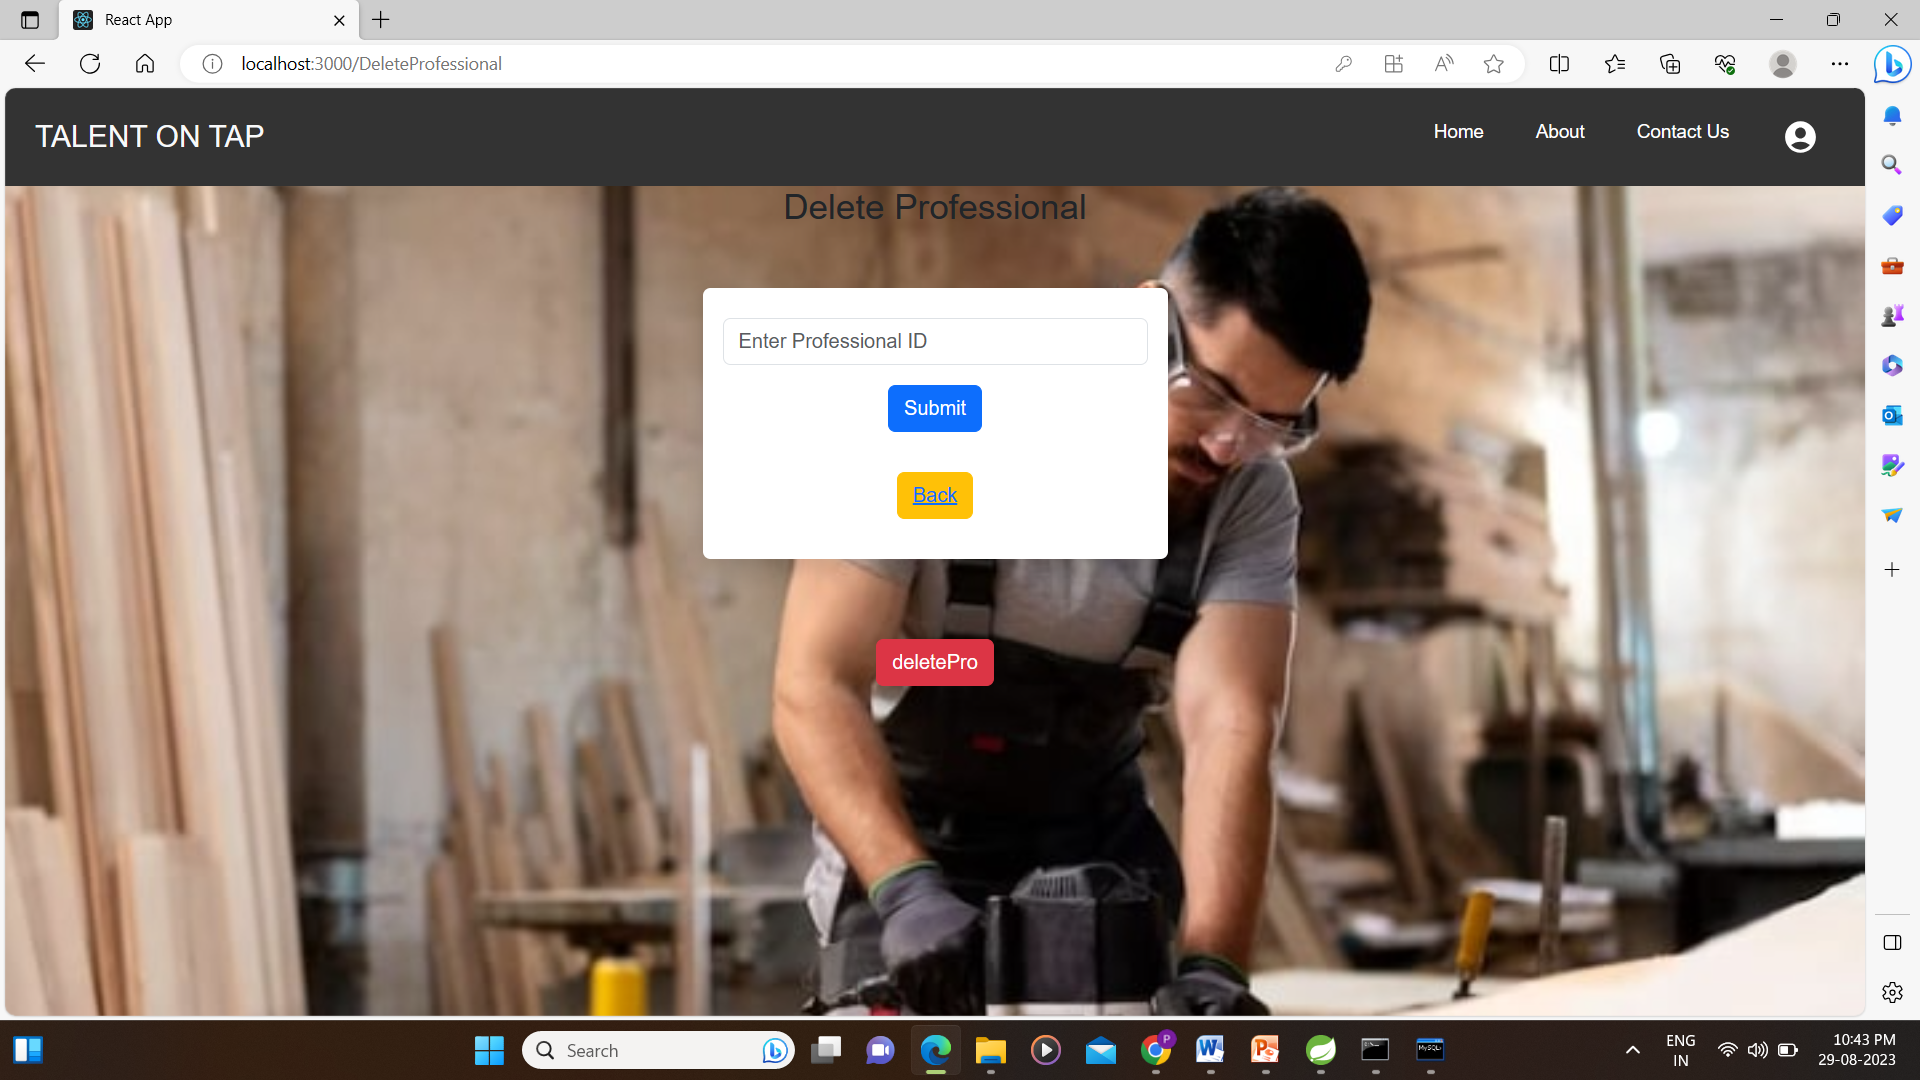 React App
localhost:3000/DeleteProfessional
TALENT ON TAP
Home
About
Contact Us
Delete Professional
Enter Professional ID
Submit
Back
deletePro
Search
ENG
IN
10:43 PM
29-08-2023